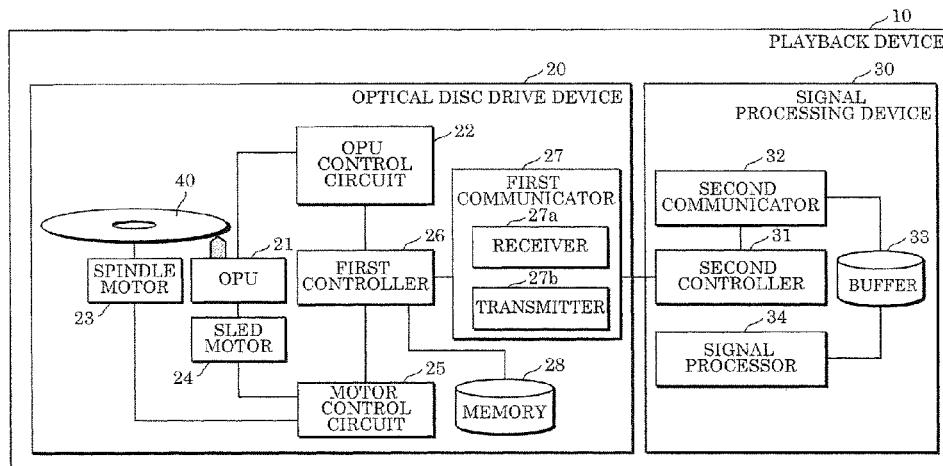 10
PLAYBACK DEVICE
20
OPTICAL DISC DRIVE DEVICE
22
OPU
CONTROL
CIRCUIT
40
21
OPU
SPINDLE
MOTOR
23
SLED
MOTOR
24
26
FIRST
CONTROLLER
25
MOTOR
CONTROL
CIRCUIT
27
FIRST
COMMUNICATOR
27a
RECEIVER
27b
TRANSMITTER
28
MEMORY
30
SIGNAL
PROCESSING DEVICE
32
SECOND
COMMUNICATOR
31
SECOND
CONTROLLER
33
BUFFER
34
SIGNAL
PROCESSOR